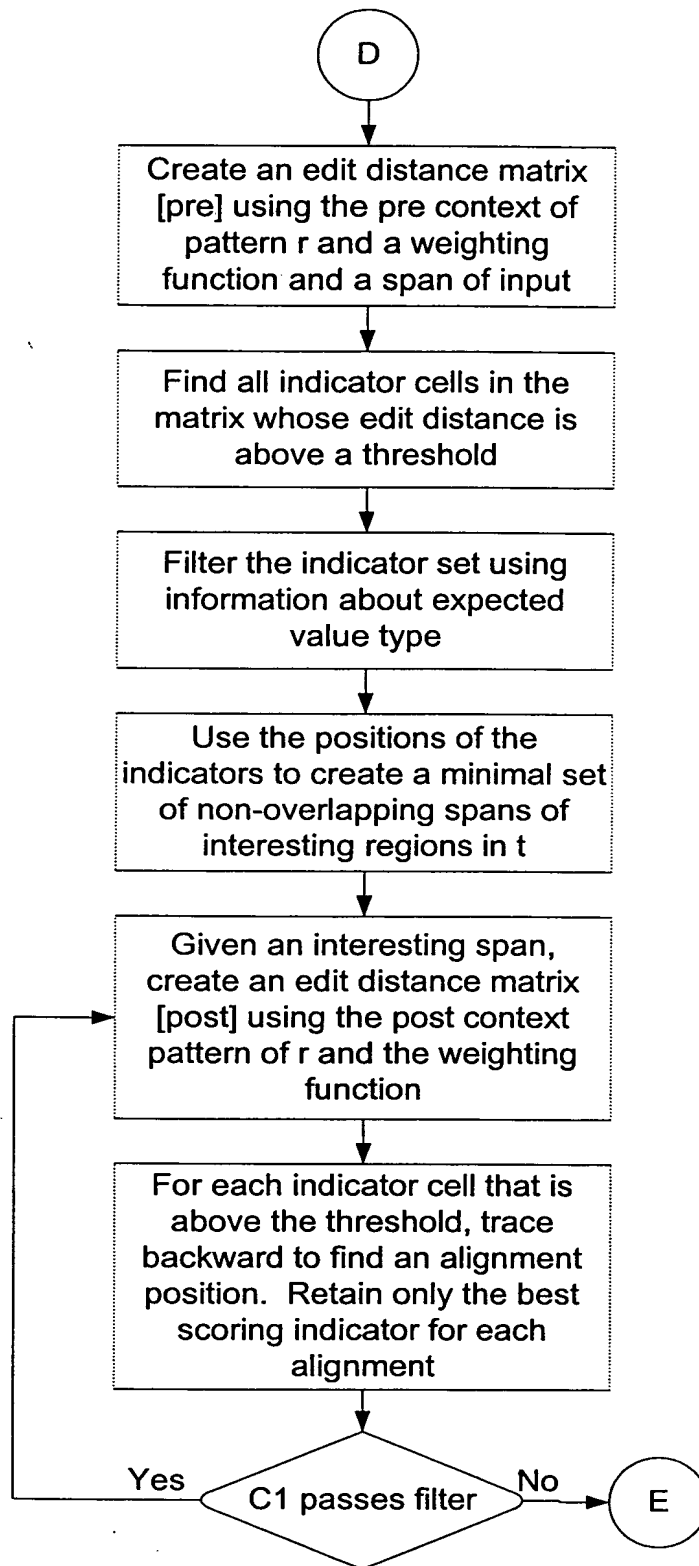 D
Create an edit distance matrix
[pre] using the pre context of
pattern r and a weighting
function and a span of input
Find all indicator cells in the
matrix whose edit distance is
above a threshold
Filter the indicator set using
information about expected
value type
Use the positions of the
indicators to create a minimal set
of non-overlapping spans of
interesting regions in t
Given an interesting span,
create an edit distance matrix
[post] using the post context
pattern of r and the weighting
function
For each indicator cell that is
above the threshold, trace
backward to find an alignment
position. Retain only the best
scoring indicator for each
alignment
Yes
C1 passes filter
No
E